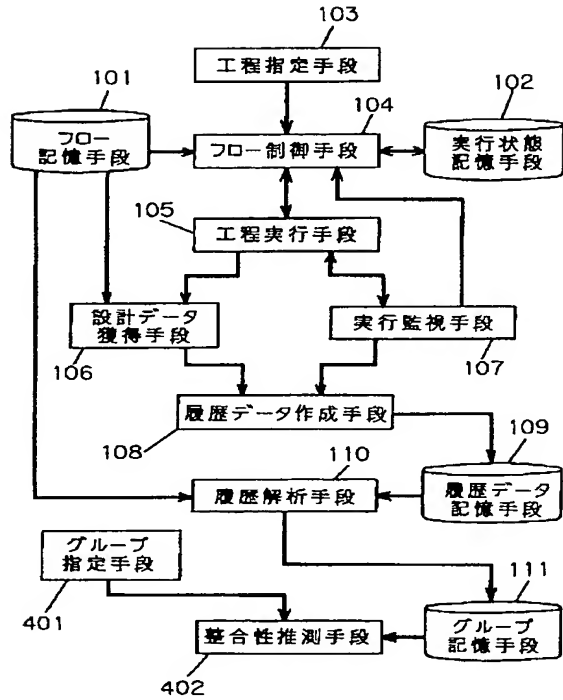 103
工程指定手段
101
フロー
記憶手段
104
フロー制御手段
102
実行状態
記憶手段
105
工程実行手段
設計データ
獲得手段
106
実行監視手段
107
履歴データ作成手段
108
109
履歴データ
記憶手段
110
履歴解析手段
グループ
指定手段
401
111
グループ
記憶手段
整合性推測手段
402